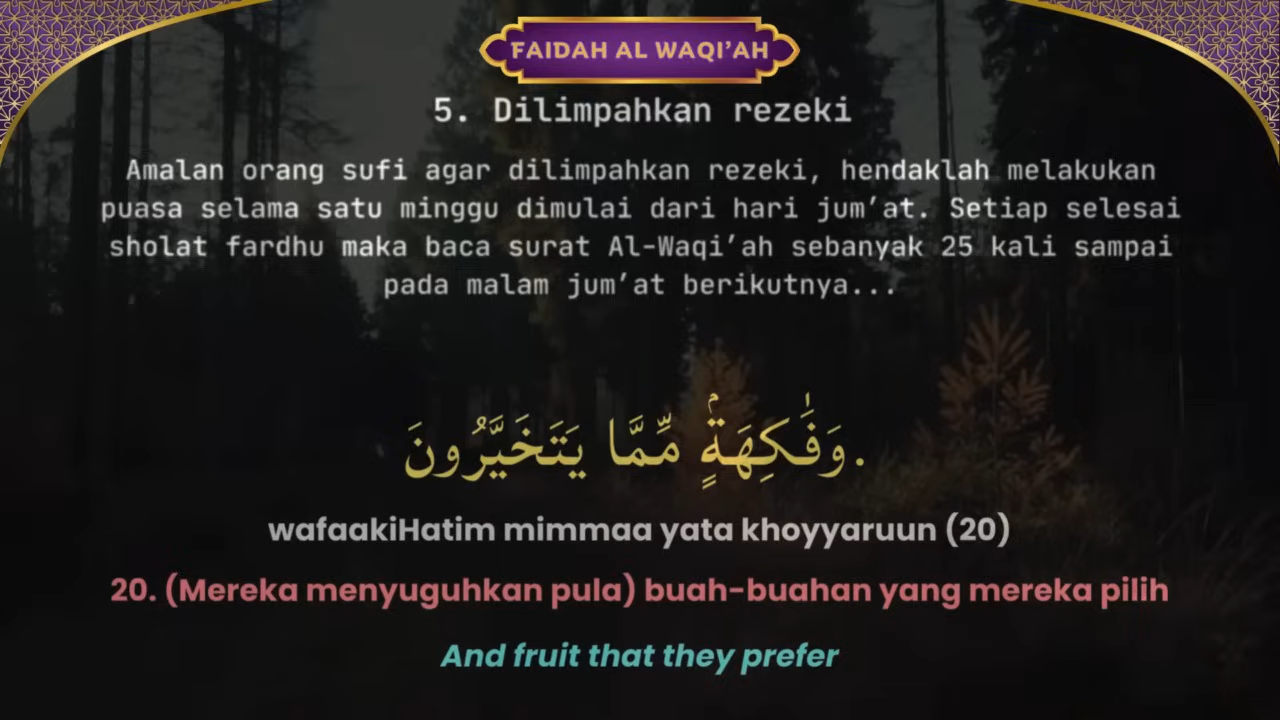 FAIDAH AL WAQI’AH
5. Dilimpahkan rezeki
Amalan orang sufi agar dilimpahkan rezeki, hendaklah melakukan
puasa selama satu minggu dimulai dari hari jum’at. Setiap selesai
sholat fardhu maka baca surat Al-Waqi’ah sebanyak 25 kali sampai
pada malam jum’at berikutnya...
وَفَٰكِهَةٍۢ مِّمَّا يَتَخَيَّرُونَ.
wafaakiHatim mimmaa yata khoyyaruun (20)
20. (Mereka menyuguhkan pula) buah-buahan yang mereka pilih
And fruit that they prefer